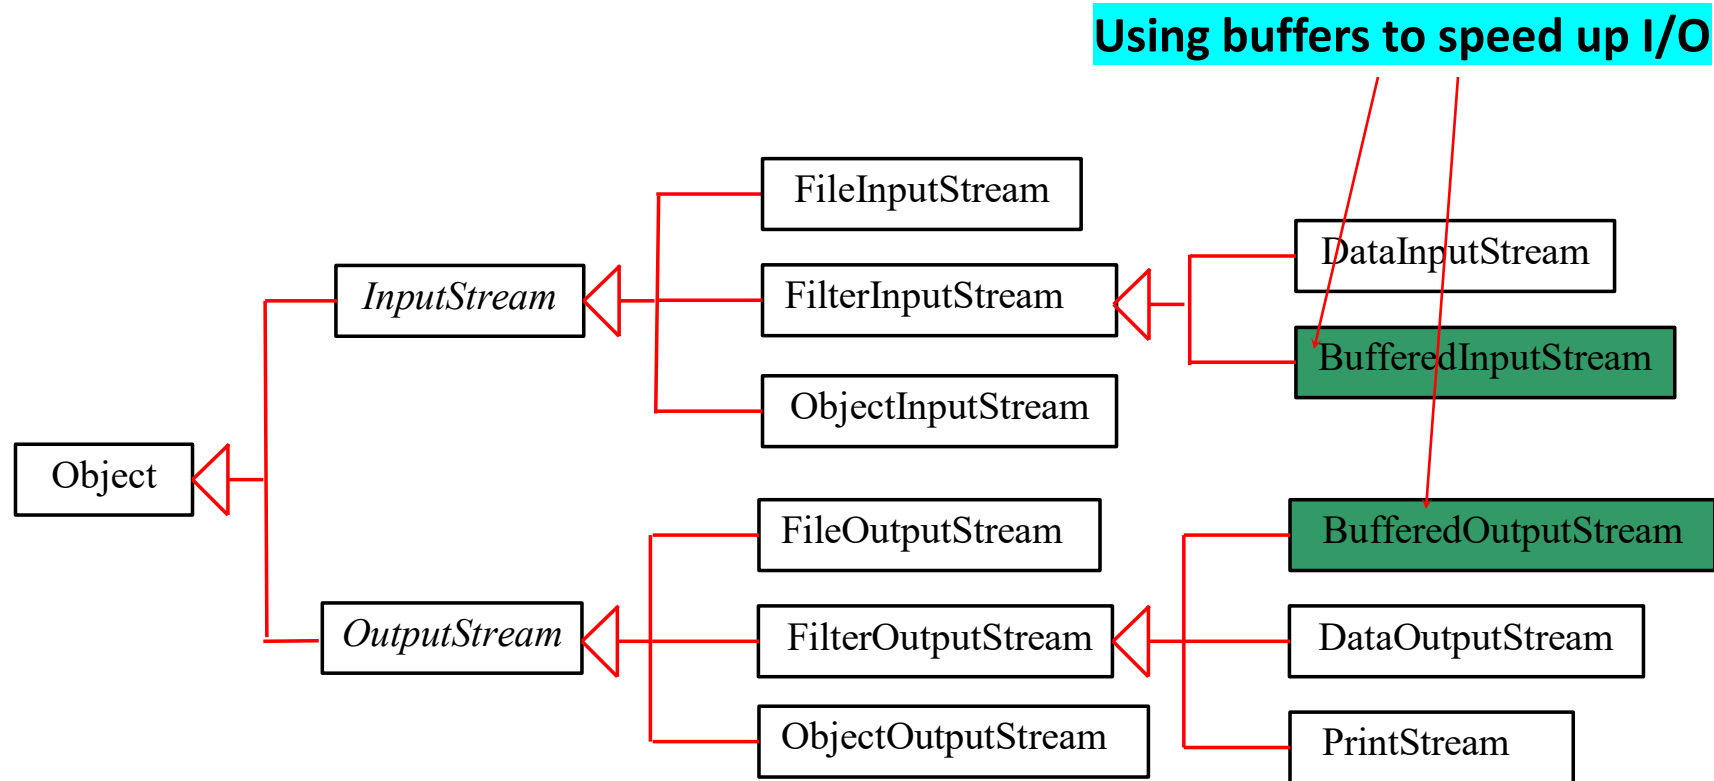 Using buffers to speed up I/O
FileInputStream
DataInputStream
InputStream
FilterInputStream
BufferedInputStream
ObjectInputStream
Object
FileOutputStream
BufferedOutputStream
OutputStream
FilterOutputStream
DataOutputStream
ObjectOutputStream
PrintStream